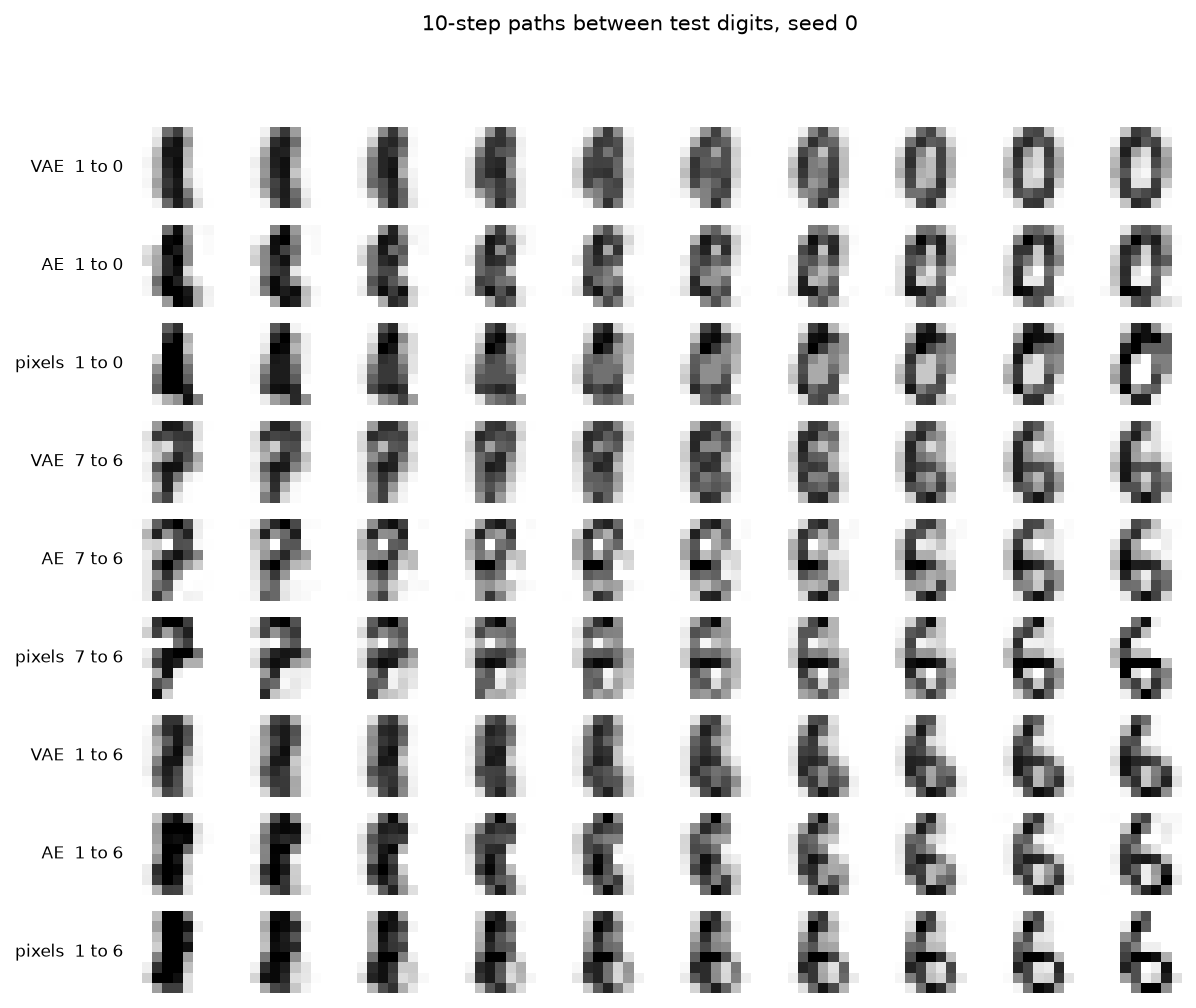 10-step paths between test digits, seed 0
VAE  1 to 0
AE  1 to 0
pixels  1 to 0
VAE  7 to 6
AE  7 to 6
pixels  7 to 6
VAE  1 to 6
AE  1 to 6
pixels  1 to 6